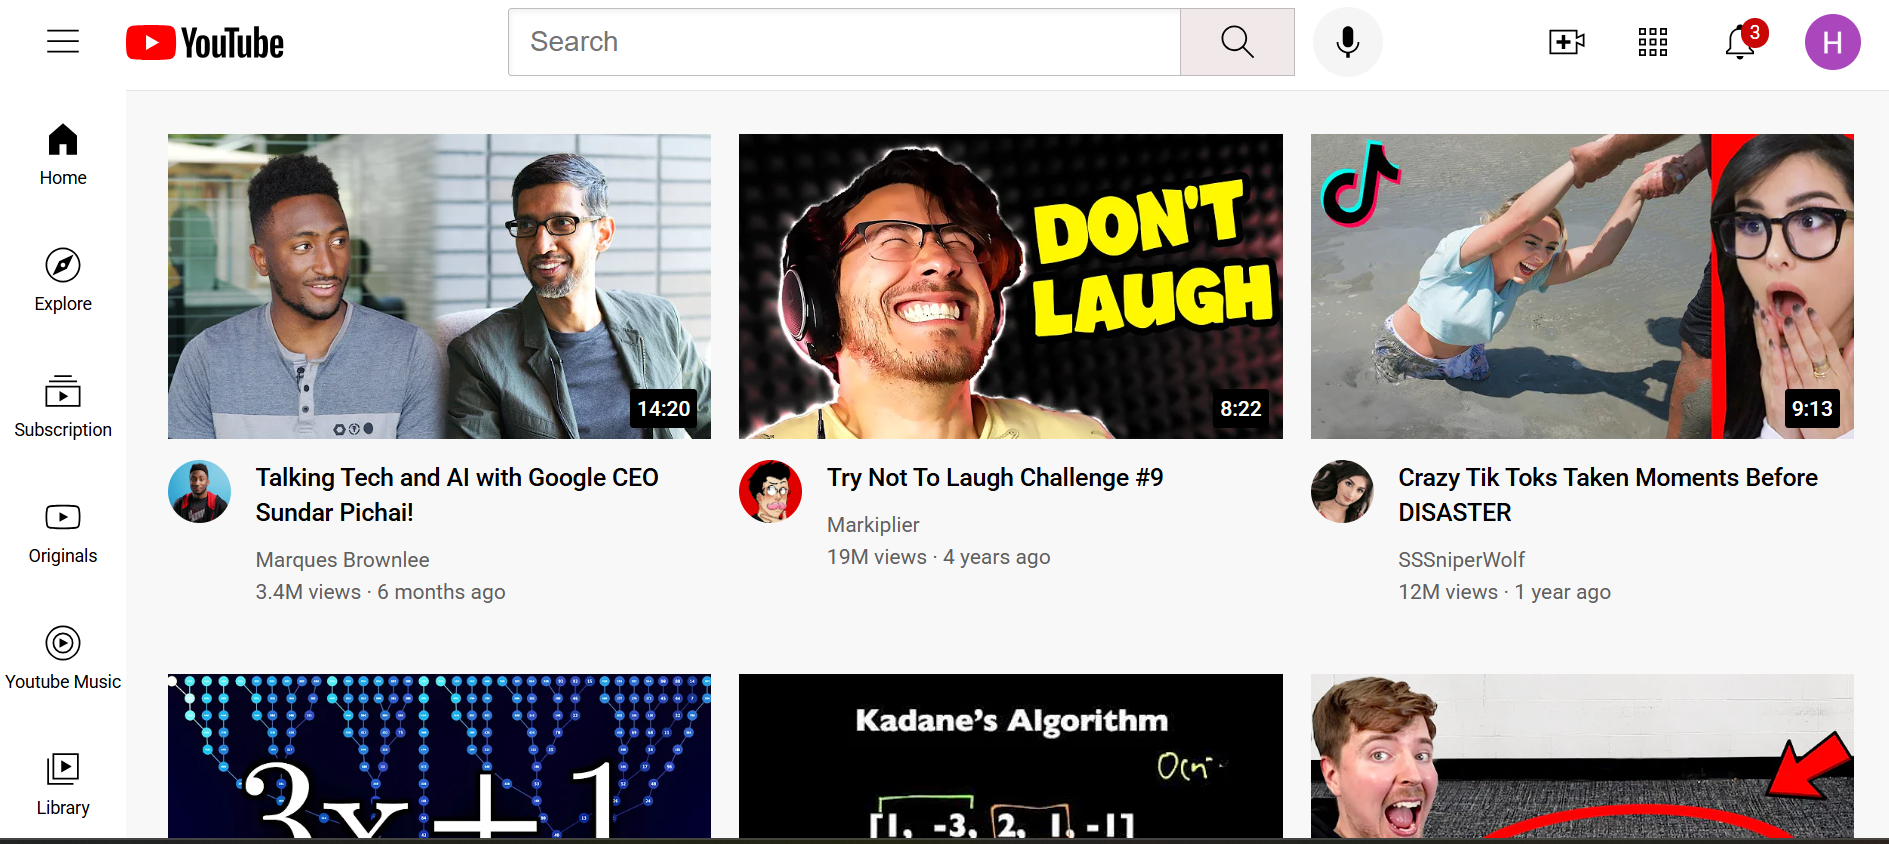 YouTube
Search
3
H
Home
Explore
Subscription
Originals
Youtube Music
Library
DON'T
LAUGH
14:20
8:22
9:13
Talking Tech and AI with Google CEO
Sundar Pichai!
Marques Brownlee
3.4M views · 6 months ago
Try Not To Laugh Challenge #9
Markiplier
19M views · 4 years ago
Crazy Tik Toks Taken Moments Before
DISASTER
SSSniperWolf
12M views · 1 year ago
3x+1
Kadane's Algorithm
[1, -3, 2, 1, -1]